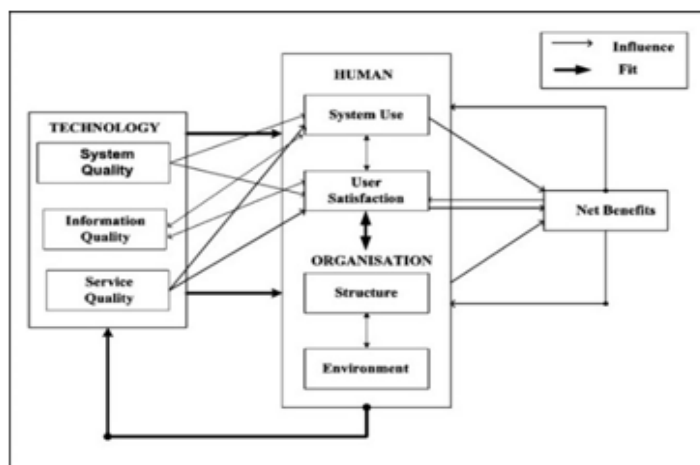 Influence
Fit
HUMAN
System Use
User
Satisfaction
ORGANISATION
Structure
Environment
TECHNOLOGY
System
Quality
Information
Quality
Service
Quality
Net Benefits